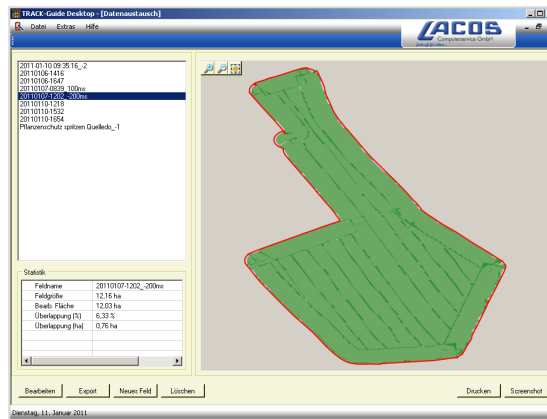 TRACK-Guide Desktop - [Datenaustausch]
Datei Extras Hilfe
LACOS
Computerservice GmbH
2011-01-10 09:35:16_-2
20110106-1416
20110106-1647
20110107-0839_100ms
20110107-1202_-200ms
20110110-1218
20110110-1532
20110110-1654
Pflanzenschutz spritzen Quelledo_-1
Statistik
Feldname 20110107-1202_-200ms
Feldgröße 12,16 ha
Bearb. Fläche 12,03 ha
Überlappung (%) 6,33 %
Überlappung (ha) 0,76 ha
Bearbeiten Export Neues Feld Löschen Drucken Screenshot
Dienstag, 11. Januar 2011